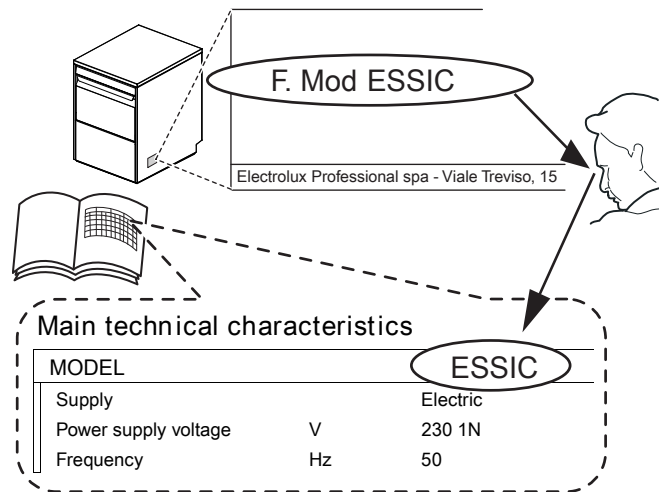 F. Mod ESSIC
Electrolux Professional spa - Viale Treviso, 15
Main technical characteristics
MODEL ESSIC
Supply Electric
Power supply voltage V 230 1N
Frequency Hz 50